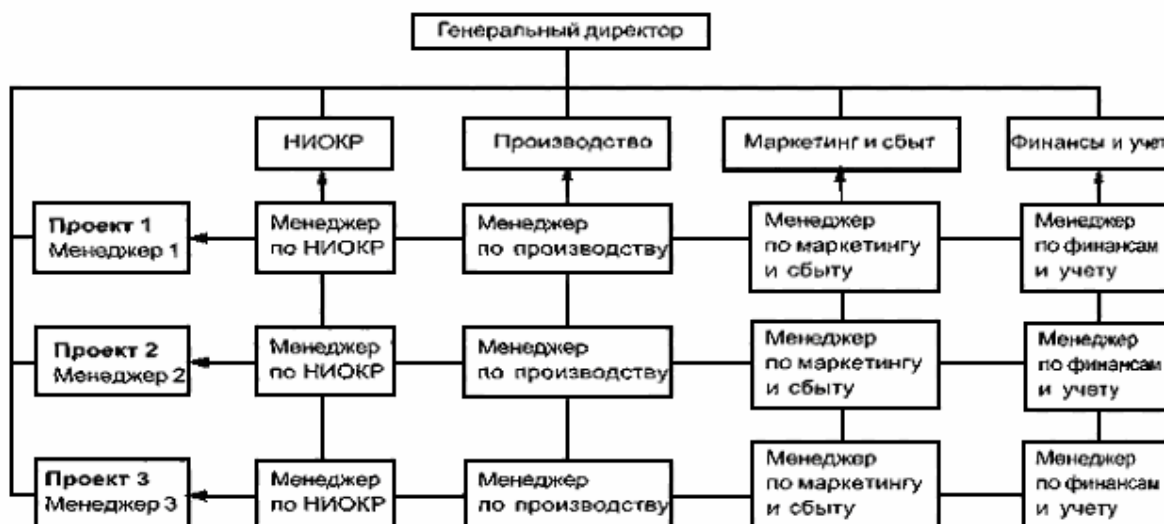 Генеральный директор
НИОКР
Производство
Маркетинг и сбыт
Финансы и учет
Проект 1
Менеджер 1
Менеджер
по НИОКР
Менеджер
по производству
Менеджер
по маркетингу
и сбыту
Менеджер
по финансам
и учету
Проект 2
Менеджер 2
Менеджер
по НИОКР
Менеджер
по производству
Менеджер
по маркетингу
и сбыту
Менеджер
по финансам
и учету
Проект 3
Менеджер 3
Менеджер
по НИОКР
Менеджер
по производству
Менеджер
по маркетингу
и сбыту
Менеджер
по финансам
и учету